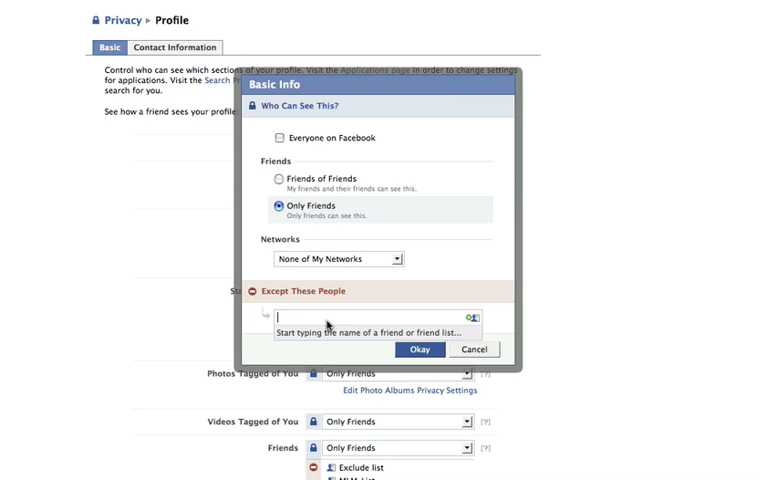 Privacy ▸ Profile
Basic Contact Information
Control who can see which sections of your profile. Visit the Applications page in order to change settings
for applications. Visit the Search Pr
search for you.
See how a friend sees your profile:
Basic Info
Who Can See This?
Everyone on Facebook
Friends
Friends of Friends
My friends and their friends can see this.
Only Friends
Only friends can see this.
Networks
None of My Networks
Sta
Except These People
Start typing the name of a friend or friend list...
Okay Cancel
Photos Tagged of You Only Friends [?]
Edit Photo Albums Privacy Settings
Videos Tagged of You Only Friends [?]
Friends Only Friends [?]
Exclude list